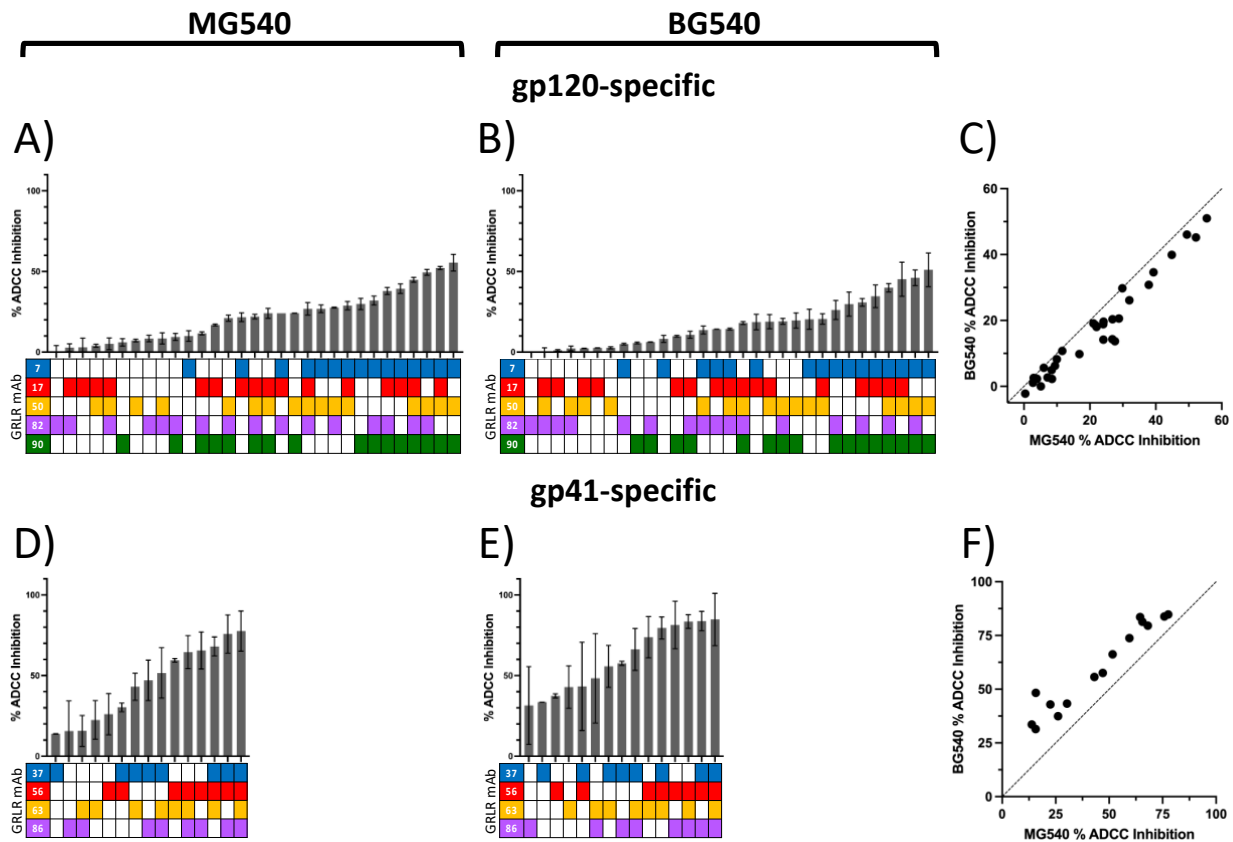 MG540
BG540
gp120-specific
A)
B)
C)
% ADCC Inhibition
100
50
0
GRLR mAb
7
17
50
82
90
% ADCC Inhibition
100
50
0
GRLR mAb
7
17
50
82
90
BG540 % ADCC Inhibition
60
40
20
0
0
20
40
60
MG540 % ADCC Inhibition
gp41-specific
D)
E)
F)
% ADCC Inhibition
100
50
0
GRLR mAb
37
56
63
86
% ADCC Inhibition
100
50
0
GRLR mAb
37
56
63
86
BG540 % ADCC Inhibition
100
75
50
25
0
0
25
50
75
100
MG540 % ADCC Inhibition